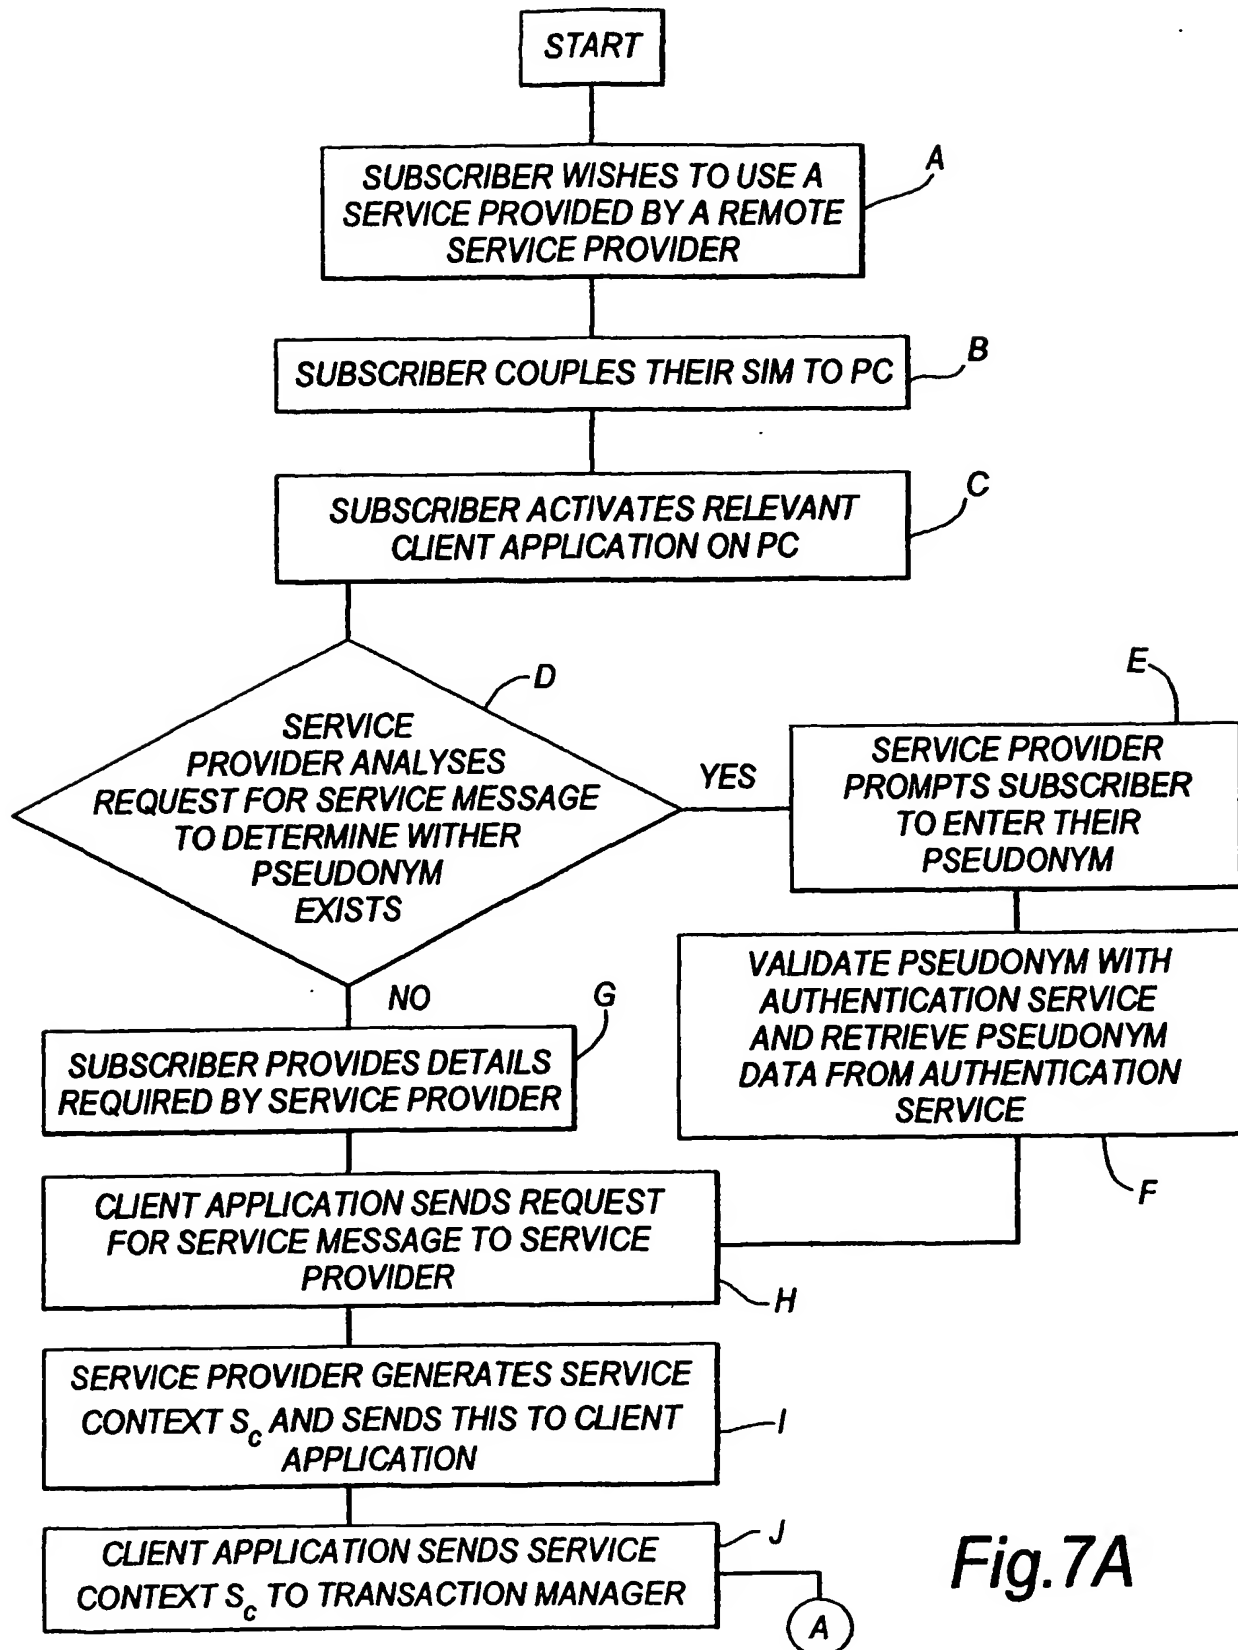 START
SUBSCRIBER WISHES TO USE A
SERVICE PROVIDED BY A REMOTE
SERVICE PROVIDER
A
SUBSCRIBER COUPLES THEIR SIM TO PC
B
SUBSCRIBER ACTIVATES RELEVANT
CLIENT APPLICATION ON PC
C
SERVICE
PROVIDER ANALYSES
REQUEST FOR SERVICE MESSAGE
TO DETERMINE WITHER
PSEUDONYM
EXISTS
D
YES
E
SERVICE PROVIDER
PROMPTS SUBSCRIBER
TO ENTER THEIR
PSEUDONYM
VALIDATE PSEUDONYM WITH
AUTHENTICATION SERVICE
AND RETRIEVE PSEUDONYM
DATA FROM AUTHENTICATION
SERVICE
F
NO
G
SUBSCRIBER PROVIDES DETAILS
REQUIRED BY SERVICE PROVIDER
CLIENT APPLICATION SENDS REQUEST
FOR SERVICE MESSAGE TO SERVICE
PROVIDER
H
SERVICE PROVIDER GENERATES SERVICE
CONTEXT Sc AND SENDS THIS TO CLIENT
APPLICATION
I
CLIENT APPLICATION SENDS SERVICE
CONTEXT Sc TO TRANSACTION MANAGER
J
A
Fig.7A